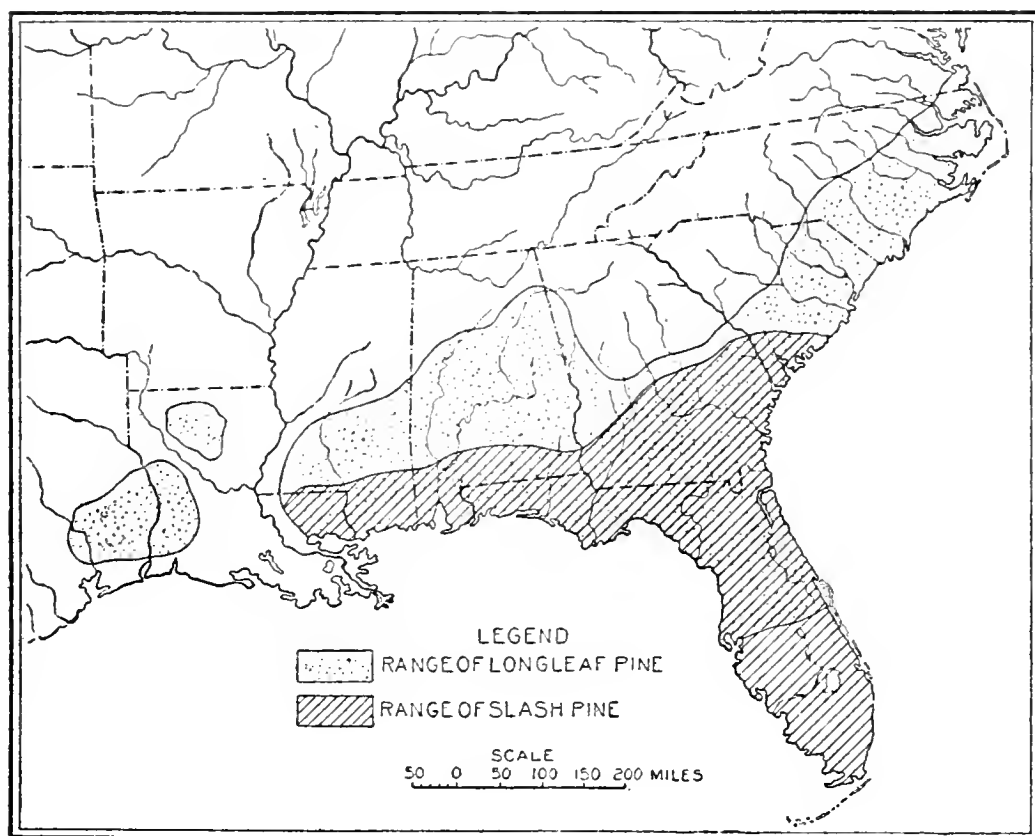 LEGEND
RANGE OF LONGLEAF PINE
RANGE OF SLASH PINE
SCALE
50 0 50 100 150 200 MILES